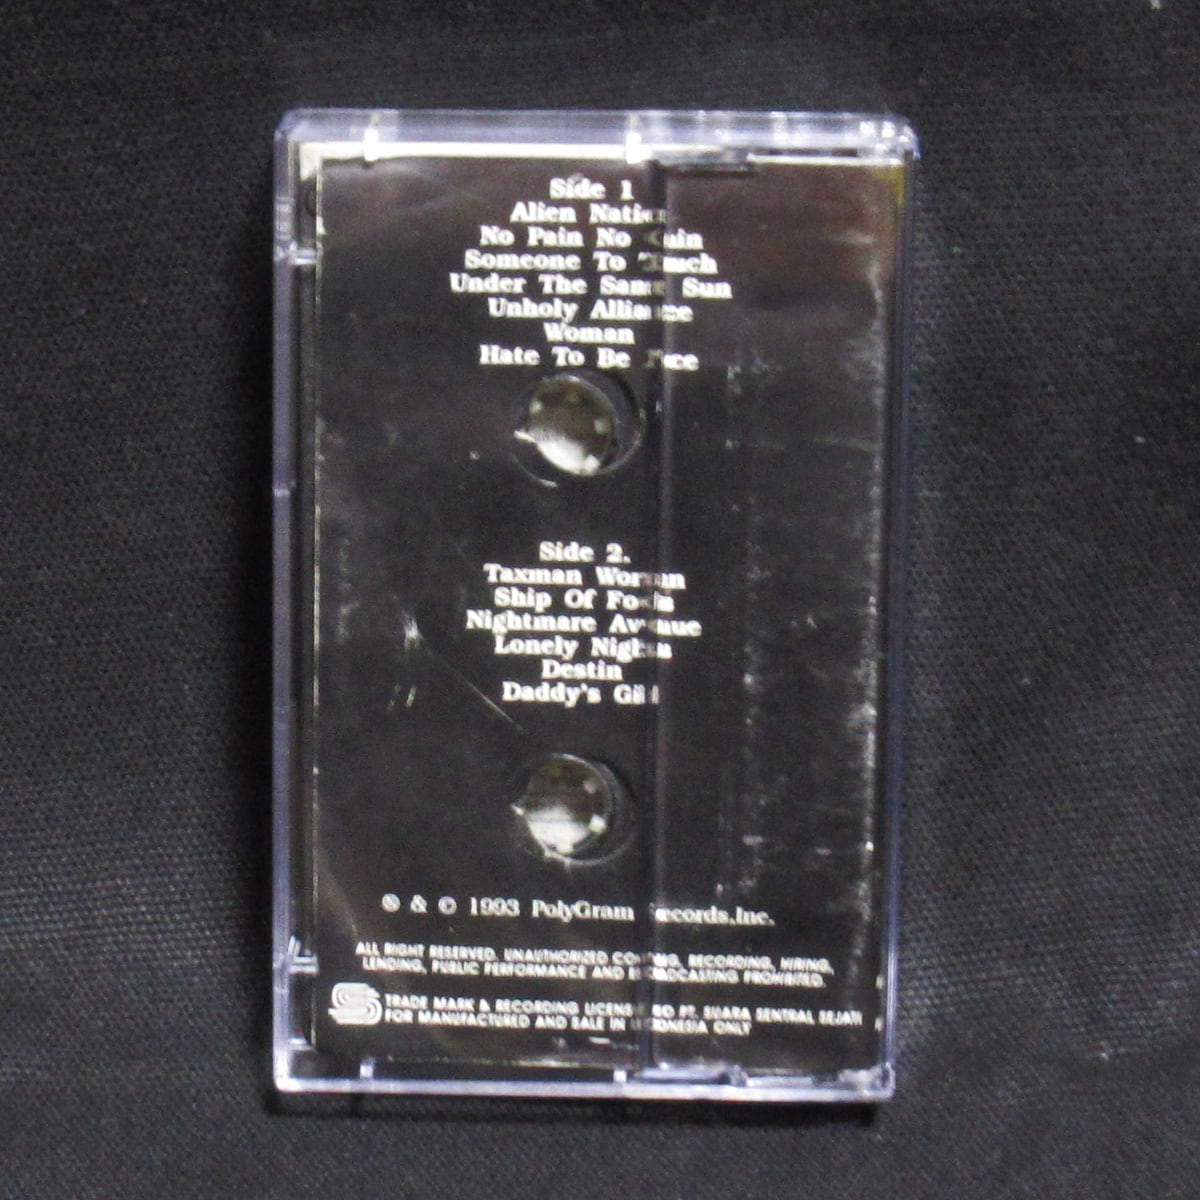 Side 1
Alien Nation
No Pain No Gain
Someone To Touch
Under The Same Sun
Unholy Alliance
Woman
Hate To Be Nice
Side 2.
Taxman Woman
Ship Of Fools
Nightmare Avenue
Lonely Nights
Destin
Daddy's Girl
℗ & © 1993 PolyGram Records,Inc.
ALL RIGHT RESERVED. UNAUTHORIZED COPYING, RECORDING, HIRING,
LENDING, PUBLIC PERFORMANCE AND BROADCASTING PROHIBITED.
TRADE MARK & RECORDING LICENSED TO PT. SUARA SENTRAL SEJATI
FOR MANUFACTURED AND SALE IN INDONESIA ONLY